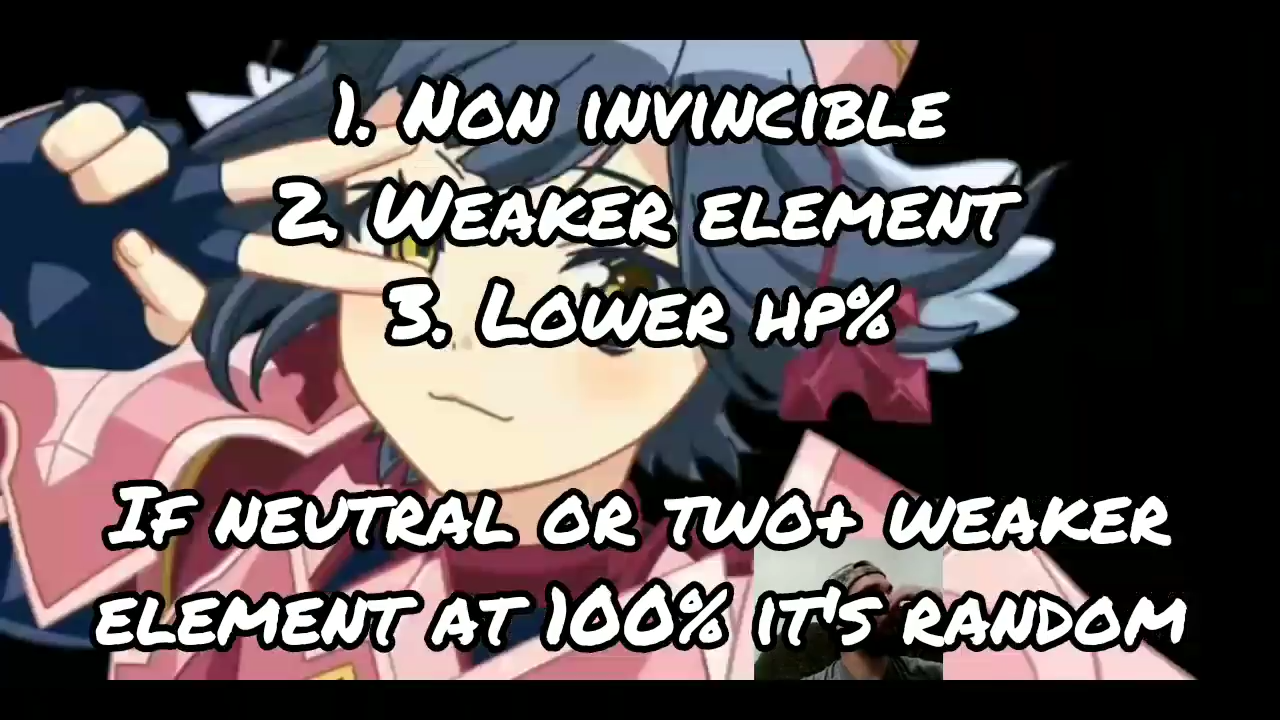 1. Non invincible
2. Weaker element
3. Lower hp%
If neutral or two+ weaker
element at 100% it's random